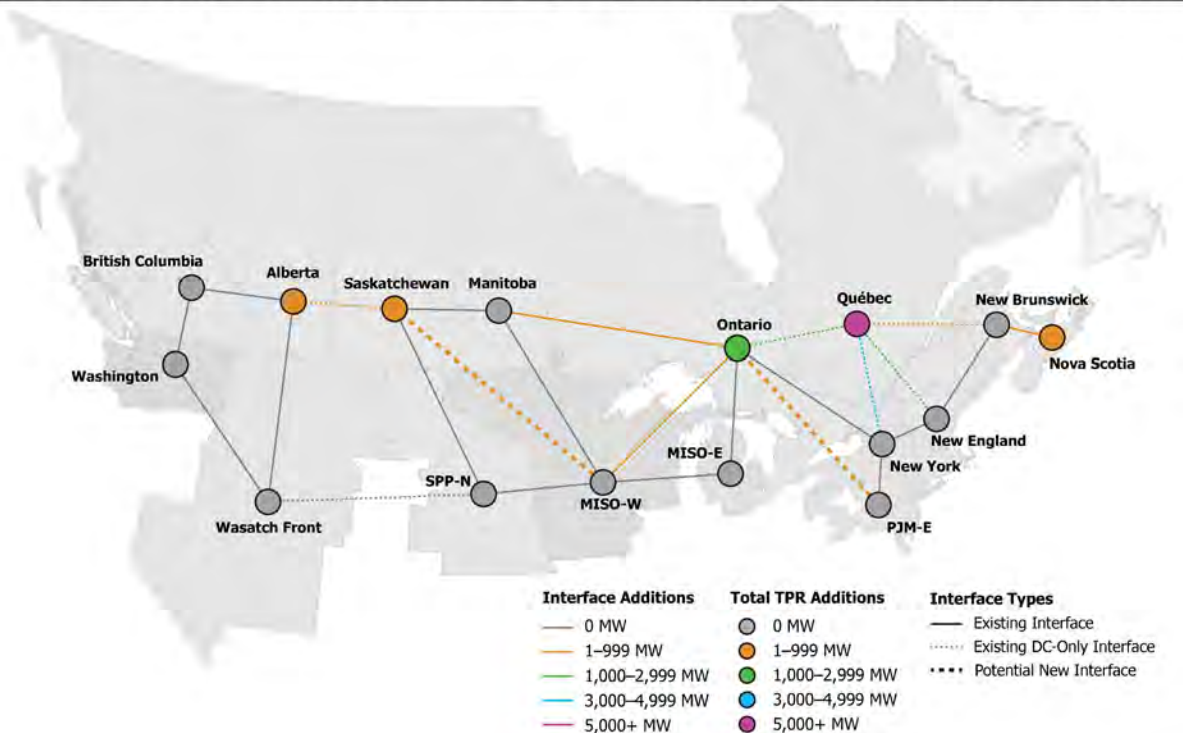 British Columbia
Alberta
Saskatchewan
Manitoba
Québec
New Brunswick
Ontario
Nova Scotia
Washington
New England
MISO-E
New York
SPP-N
MISO-W
Wasatch Front
PJM-E
Interface Additions
0 MW
1–999 MW
1,000–2,999 MW
3,000–4,999 MW
5,000+ MW
Total TPR Additions
0 MW
1–999 MW
1,000–2,999 MW
3,000–4,999 MW
5,000+ MW
Interface Types
Existing Interface
Existing DC-Only Interface
Potential New Interface